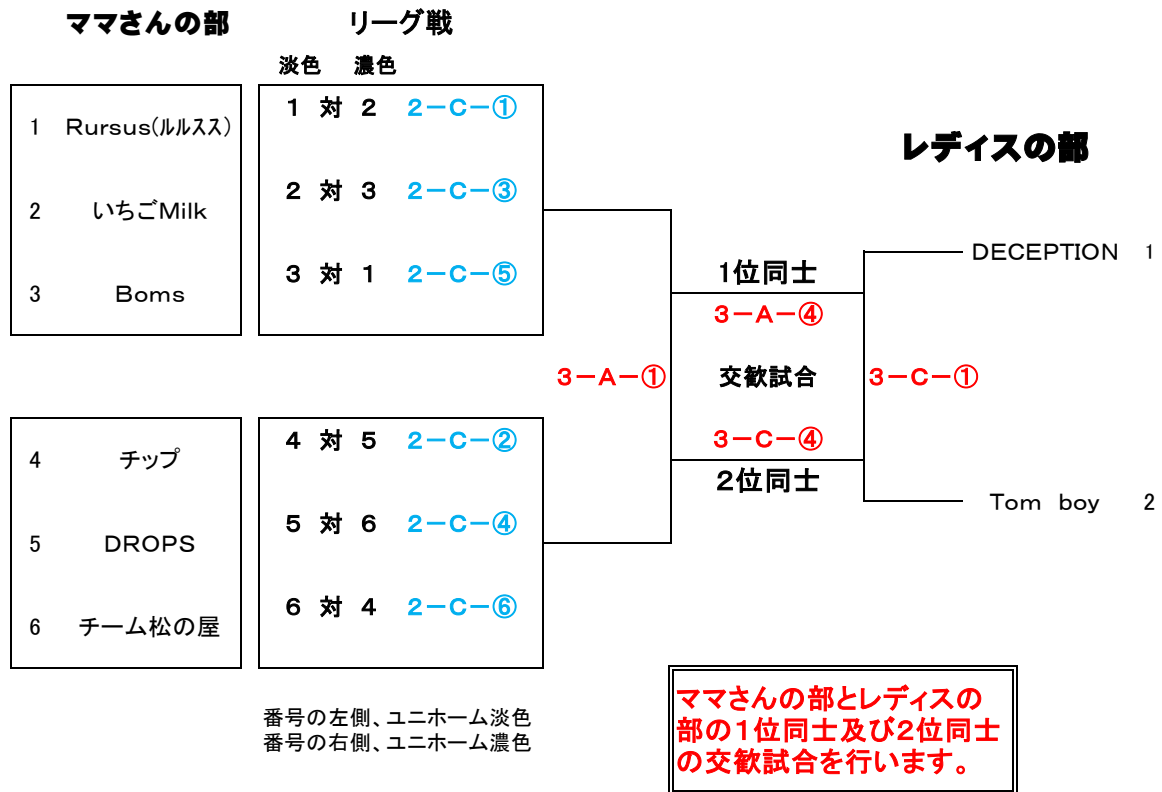 ママさんの部
リーグ戦
淡色 濃色
1 Rursus(ルルスス)
2 いちごMilk
3 Boms
1 対 2 2－C－①
2 対 3 2－C－③
3 対 1 2－C－⑤
4 チップ
5 DROPS
6 チーム松の屋
4 対 5 2－C－②
5 対 6 2－C－④
6 対 4 2－C－⑥
番号の左側、ユニホーム淡色
番号の右側、ユニホーム濃色
3－A－①
1位同士
3－A－④
交歓試合
3－C－④
2位同士
3－C－①
レディスの部
DECEPTION 1
Tom boy 2
ママさんの部とレディスの
部の1位同士及び2位同士
の交歓試合を行います。